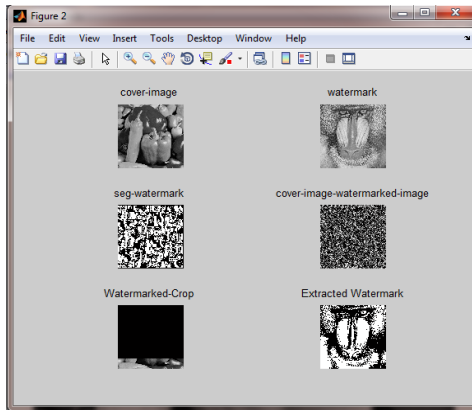 Figure 2
File Edit View Insert Tools Desktop Window Help
cover-image watermark
seg-watermark cover-image-watermarked-image
Watermarked-Crop Extracted Watermark